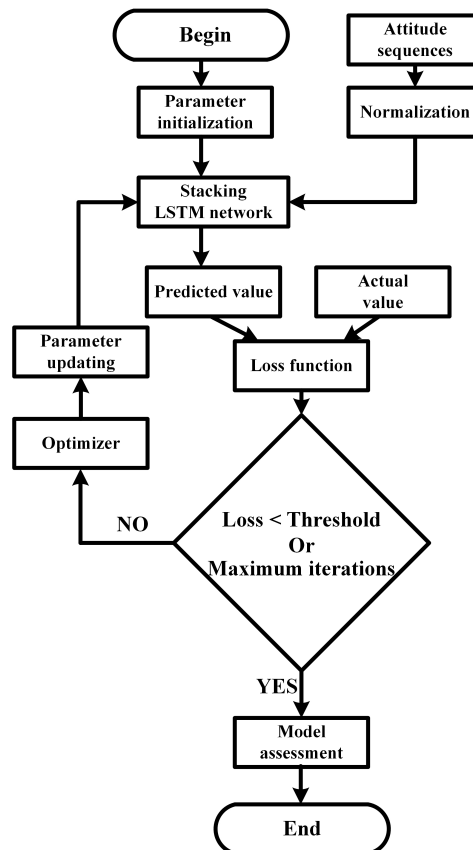 Begin
Attitude
sequences
Parameter
initialization
Normalization
Stacking
LSTM network
Predicted value
Actual
value
Parameter
updating
Loss function
Optimizer
NO
Loss < Threshold
Or
Maximum iterations
YES
Model
assessment
End